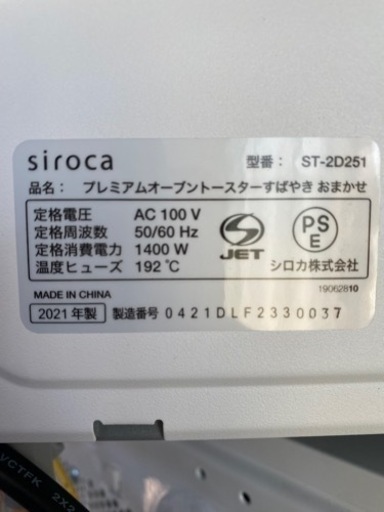 siroca 型番： ST-2D251
品名： プレミアムオーブントースターすばやき おまかせ
定格電圧 AC 100 V
定格周波数 50/60 Hz
定格消費電力 1400 W
温度ヒューズ 192 ℃
JET
PS
E
シロカ株式会社
19062810
MADE IN CHINA
2021 年製 製造番号 0421DLF2330037
VCTFK 2X2